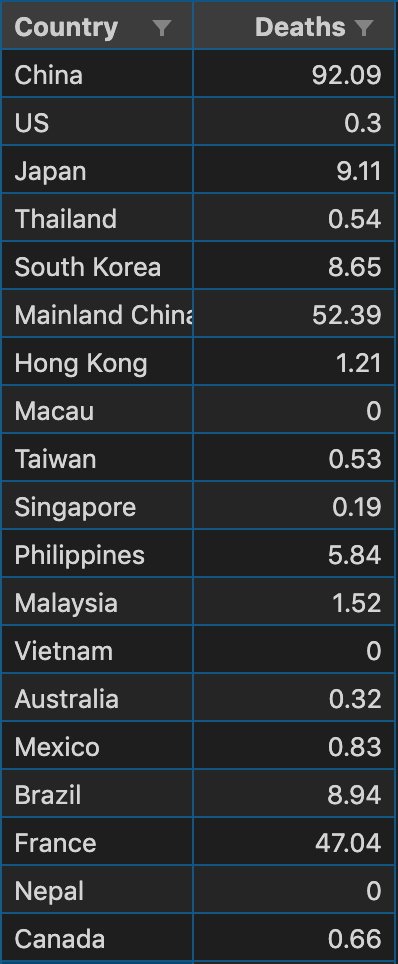 Country Deaths
China 92.09
US 0.3
Japan 9.11
Thailand 0.54
South Korea 8.65
Mainland China 52.39
Hong Kong 1.21
Macau 0
Taiwan 0.53
Singapore 0.19
Philippines 5.84
Malaysia 1.52
Vietnam 0
Australia 0.32
Mexico 0.83
Brazil 8.94
France 47.04
Nepal 0
Canada 0.66